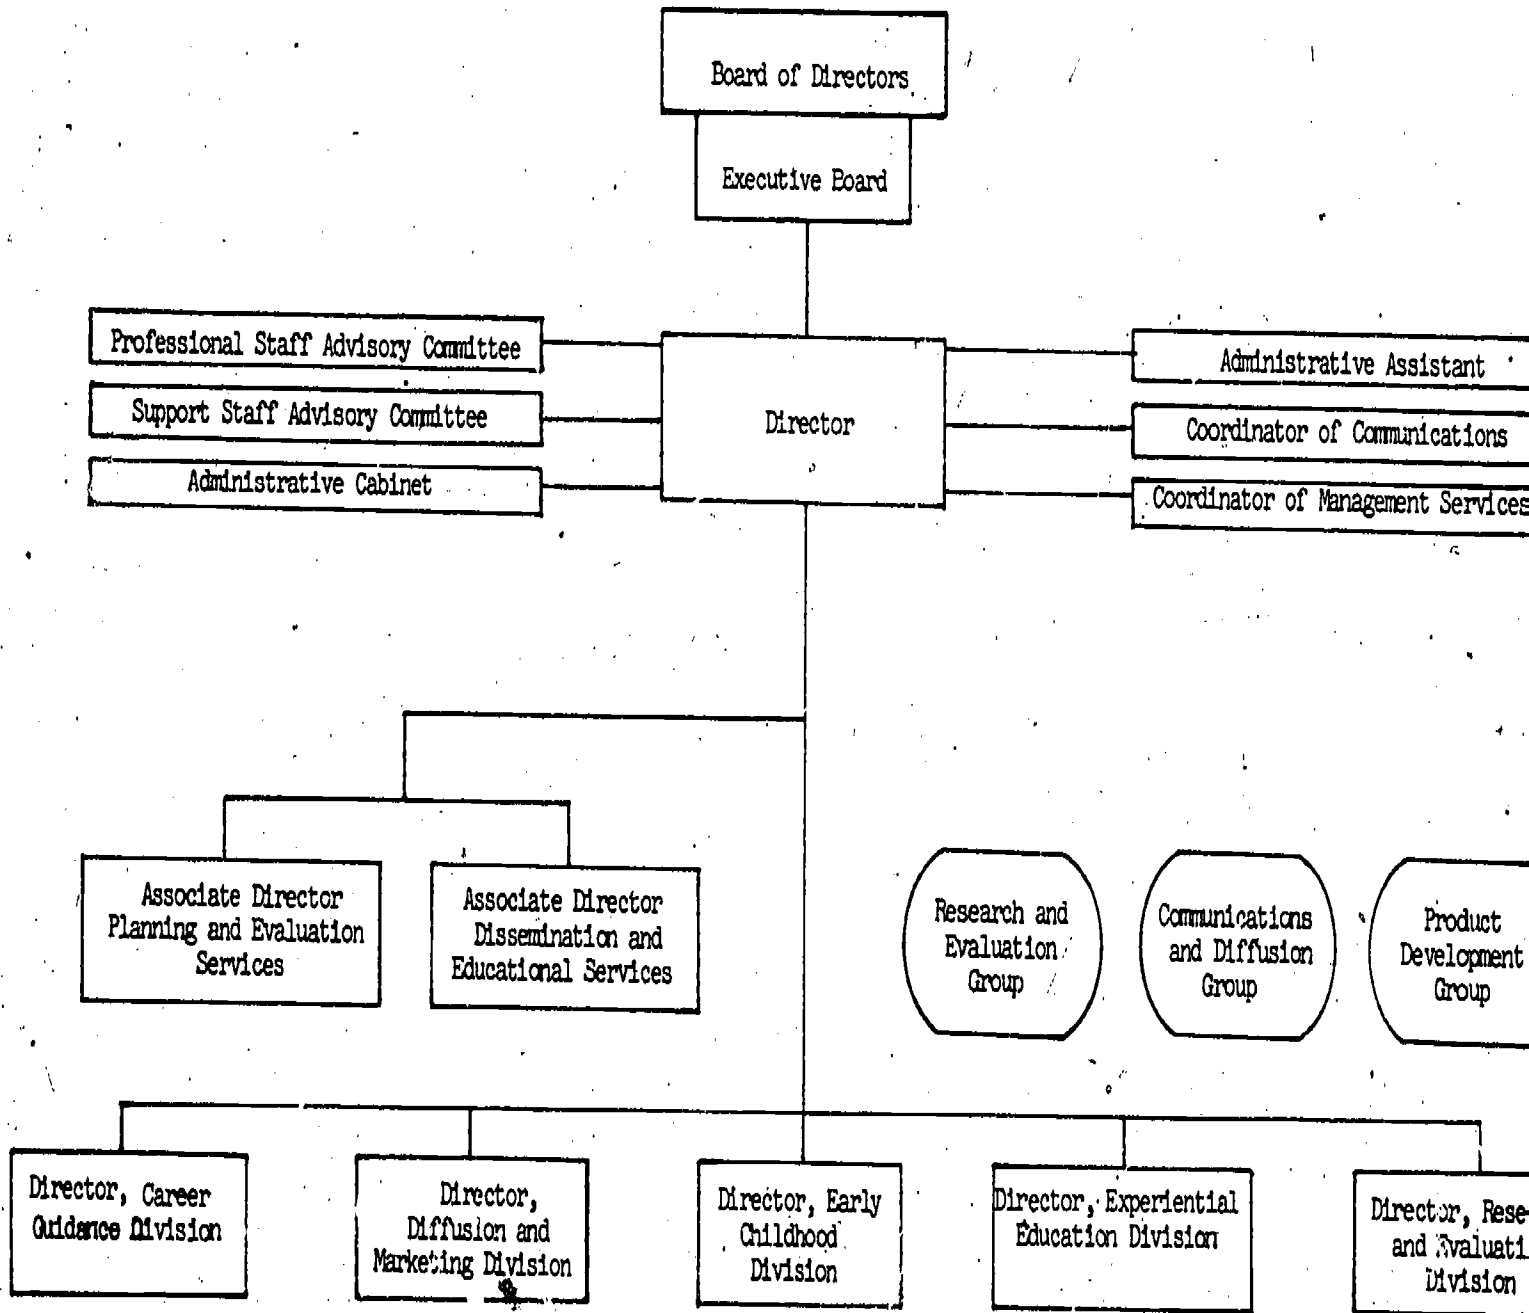 Board of Directors
Executive Board
Professional Staff Advisory Committee
Support Staff Advisory Committee
Administrative Cabinet
Director
Administrative Assistant
Coordinator of Communications
Coordinator of Management Services
Associate Director
Planning and Evaluation
Services
Associate Director
Dissemination and
Educational Services
Research and
Evaluation
Group
Communications
and Diffusion
Group
Product
Development
Group
Director, Career
Guidance Division
Director,
Diffusion and
Marketing Division
Director, Early
Childhood
Division
Director, Experiential
Education Division
Director,
and
Division